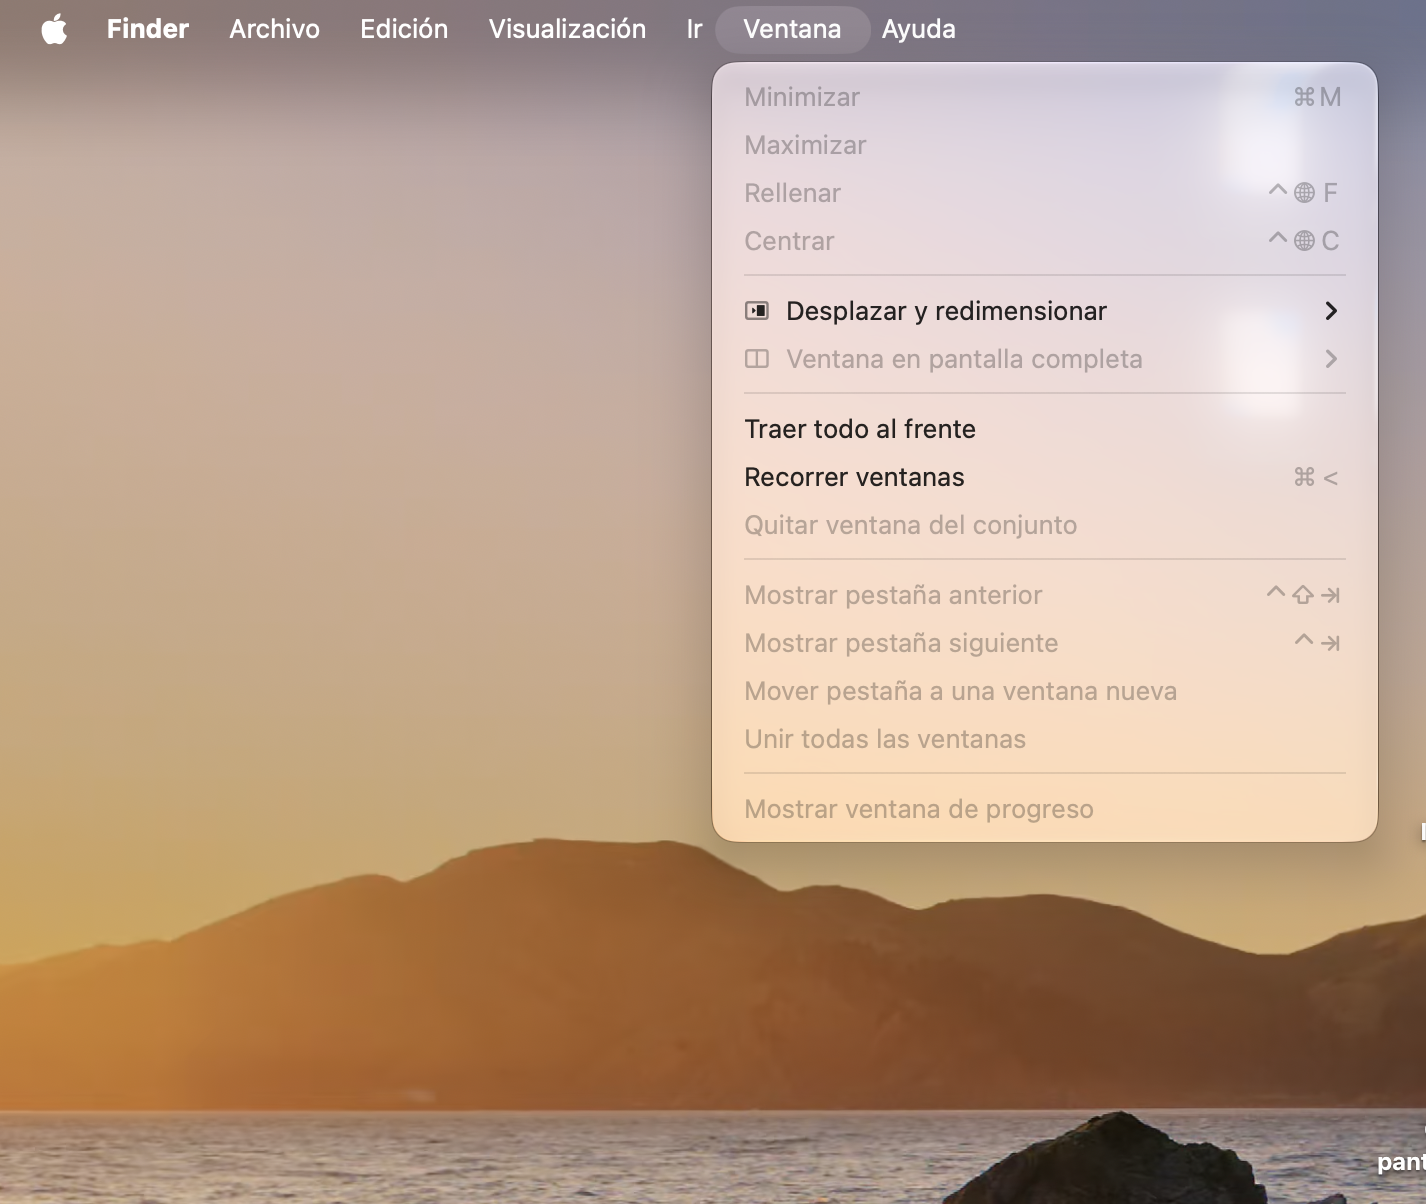 Finder Archivo Edición Visualización Ir Ventana Ayuda
Minimizar ⌘ M
Maximizar
Rellenar ^ 🌐 F
Centrar ^ 🌐 C
Desplazar y redimensionar >
Ventana en pantalla completa >
Traer todo al frente
Recorrer ventanas ⌘ <
Quitar ventana del conjunto
Mostrar pestaña anterior ^ ⇧ ⇥
Mostrar pestaña siguiente ^ ⇥
Mover pestaña a una ventana nueva
Unir todas las ventanas
Mostrar ventana de progreso